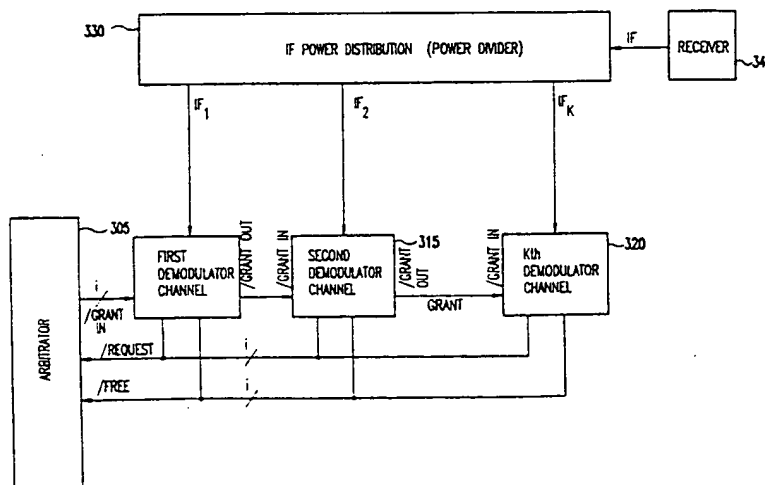 330
IF POWER DISTRIBUTION (POWER DIVIDER)
IF
RECEIVER
34
IF1
IF2
IFK
305
ARBITRATOR
i
/GRANT
IN
FIRST
DEMODULATOR
CHANNEL
/GRANT OUT
/GRANT IN
SECOND
DEMODULATOR
CHANNEL
315
/GRANT
OUT
GRANT
/GRANT IN
Kth
DEMODULATOR
CHANNEL
320
/REQUEST
i
/FREE
i